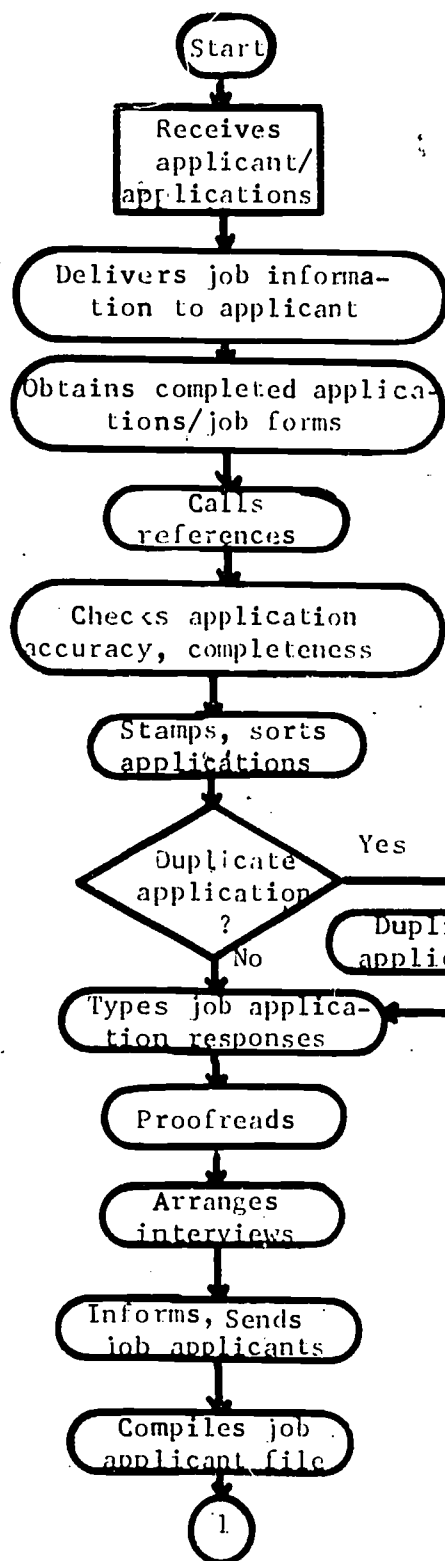 Start
Receives
applicant/
applications
Delivers job informa-
tion to applicant
Obtains completed applica-
tions/job forms
Calls
references
Checks application
accuracy, completeness
Stamps, sorts
applications
Duplicate
application
?
Yes
No
Types job applica-
tion responses
Proofreads
Arranges
interviews
Informs, Sends
job applicants
Compiles job
applicant file
1